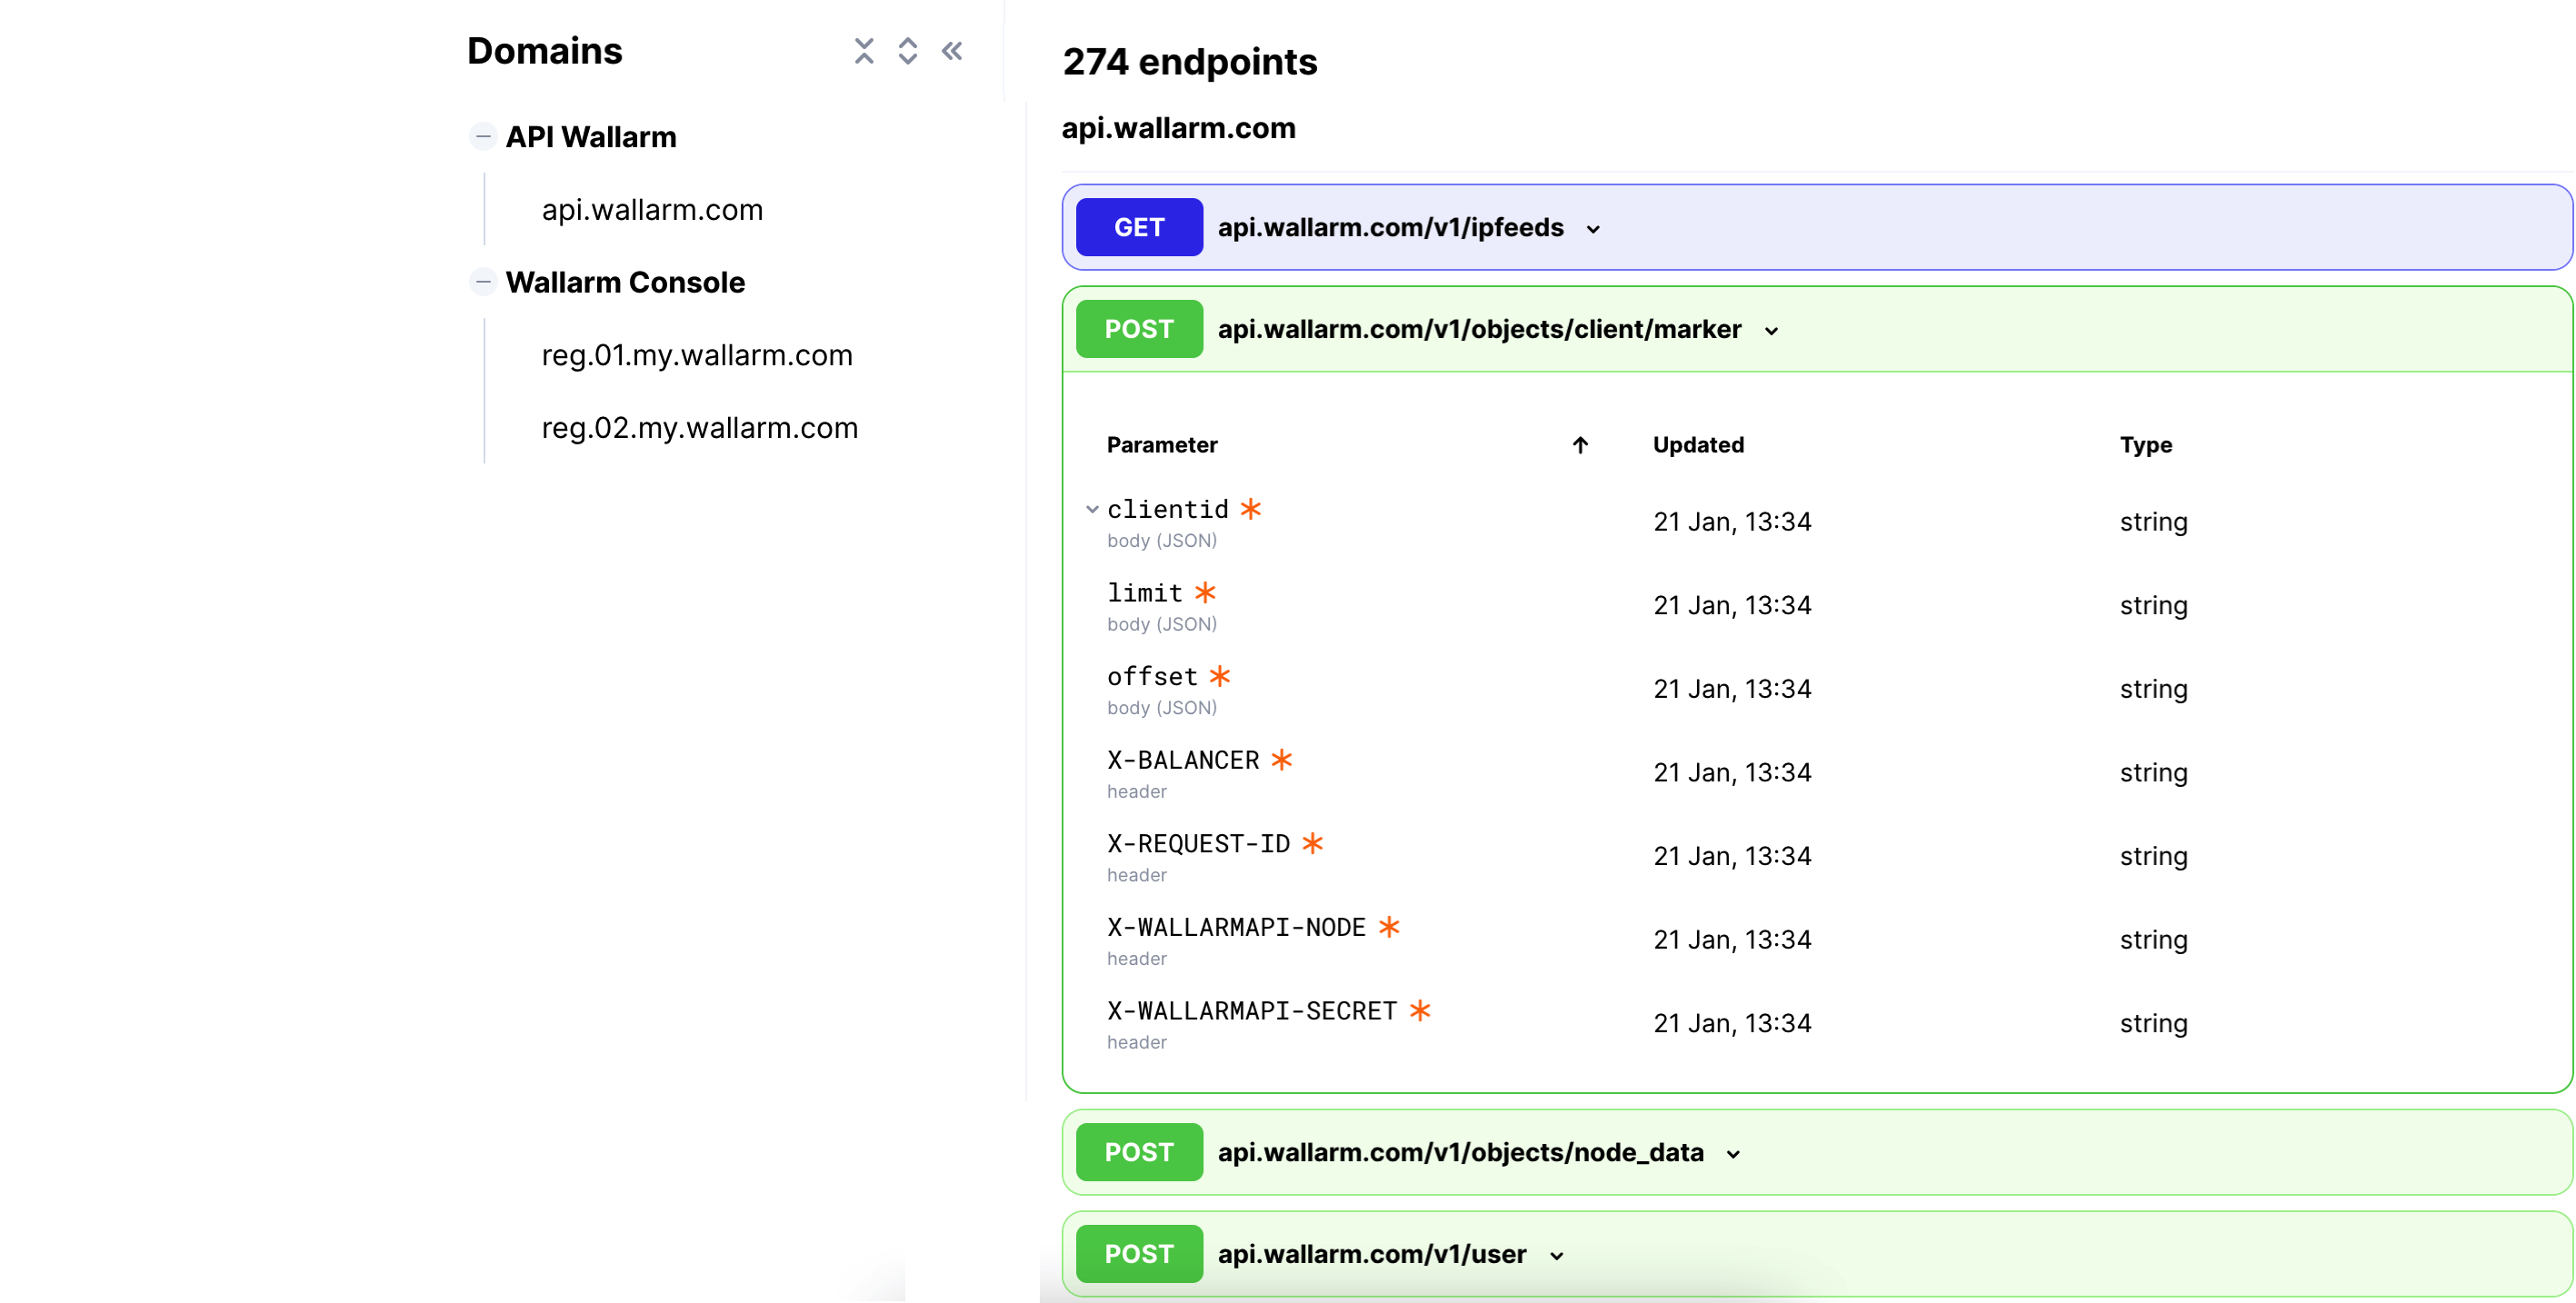 Domains
API Wallarm
api.wallarm.com
Wallarm Console
reg.01.my.wallarm.com
reg.02.my.wallarm.com
274 endpoints
api.wallarm.com
GET api.wallarm.com/v1/ipfeeds
POST api.wallarm.com/v1/objects/client/marker
Parameter Updated Type
clientid * 21 Jan, 13:34 string
body (JSON)
limit * 21 Jan, 13:34 string
body (JSON)
offset * 21 Jan, 13:34 string
body (JSON)
X-BALANCER * 21 Jan, 13:34 string
header
X-REQUEST-ID * 21 Jan, 13:34 string
header
X-WALLARMAPI-NODE * 21 Jan, 13:34 string
header
X-WALLARMAPI-SECRET * 21 Jan, 13:34 string
header
POST api.wallarm.com/v1/objects/node_data
POST api.wallarm.com/v1/user